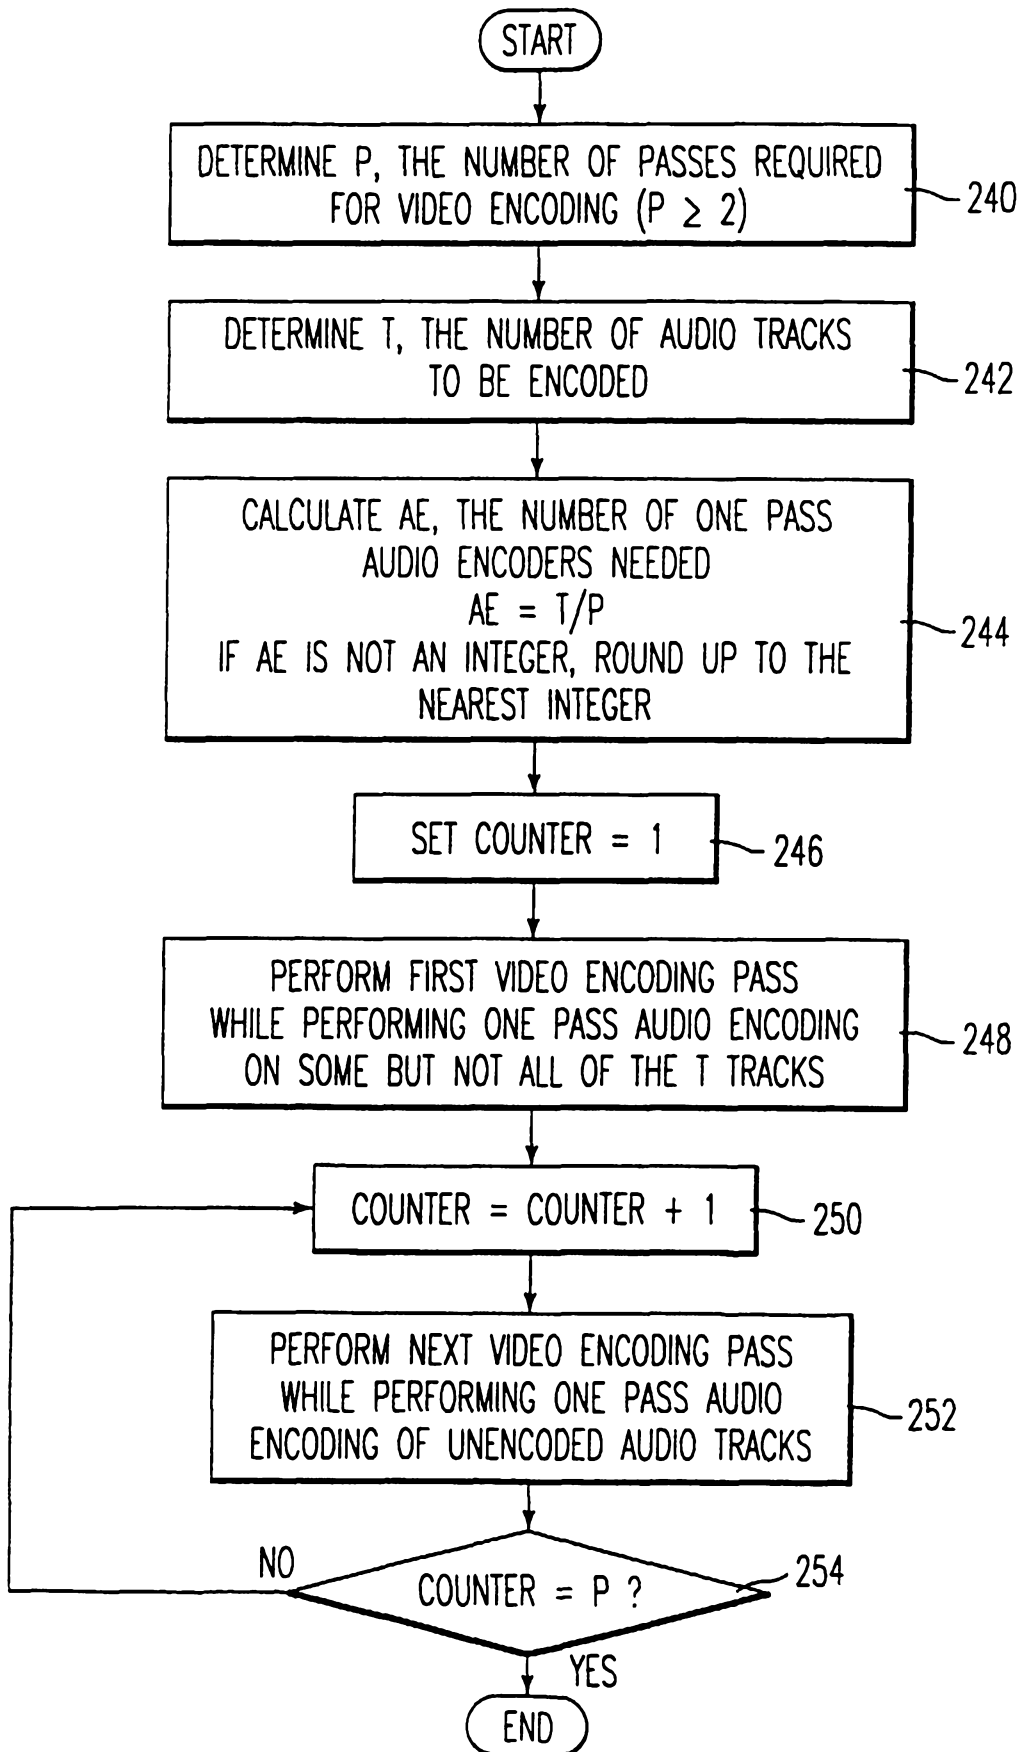 START
DETERMINE P, THE NUMBER OF PASSES REQUIRED
FOR VIDEO ENCODING (P ≥ 2)
240
DETERMINE T, THE NUMBER OF AUDIO TRACKS
TO BE ENCODED
242
CALCULATE AE, THE NUMBER OF ONE PASS
AUDIO ENCODERS NEEDED
AE = T/P
IF AE IS NOT AN INTEGER, ROUND UP TO THE
NEAREST INTEGER
244
SET COUNTER = 1
246
PERFORM FIRST VIDEO ENCODING PASS
WHILE PERFORMING ONE PASS AUDIO ENCODING
ON SOME BUT NOT ALL OF THE T TRACKS
248
COUNTER = COUNTER + 1
250
PERFORM NEXT VIDEO ENCODING PASS
WHILE PERFORMING ONE PASS AUDIO
ENCODING OF UNENCODED AUDIO TRACKS
252
NO
COUNTER = P ?
254
YES
END